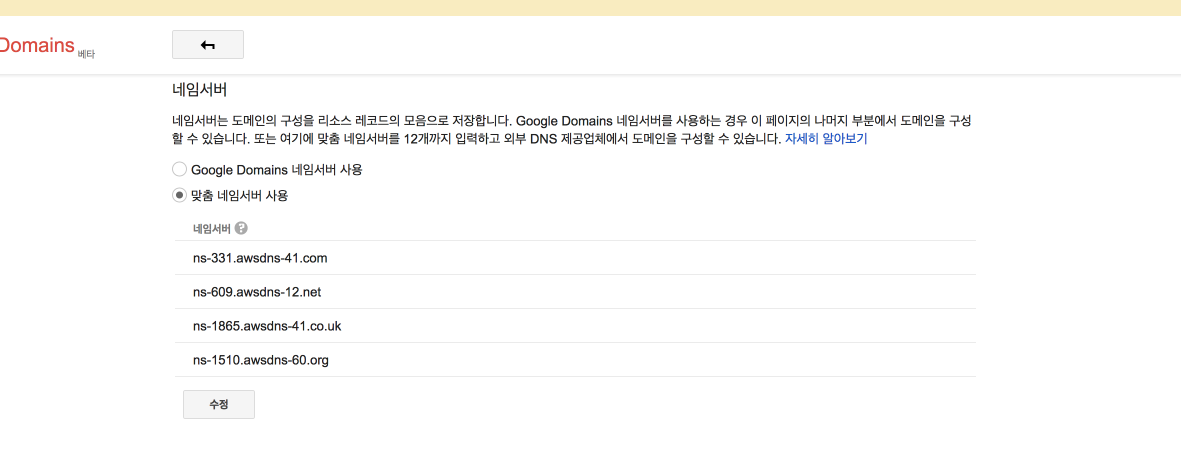 Domains 베타
네임서버
네임서버는 도메인의 구성을 리소스 레코드의 모음으로 저장합니다. Google Domains 네임서버를 사용하는 경우 이 페이지의 나머지 부분에서 도메인을 구성
할 수 있습니다. 또는 여기에 맞춤 네임서버를 12개까지 입력하고 외부 DNS 제공업체에서 도메인을 구성할 수 있습니다. 자세히 알아보기
Google Domains 네임서버 사용
맞춤 네임서버 사용
네임서버 ?
ns-331.awsdns-41.com
ns-609.awsdns-12.net
ns-1865.awsdns-41.co.uk
ns-1510.awsdns-60.org
수정